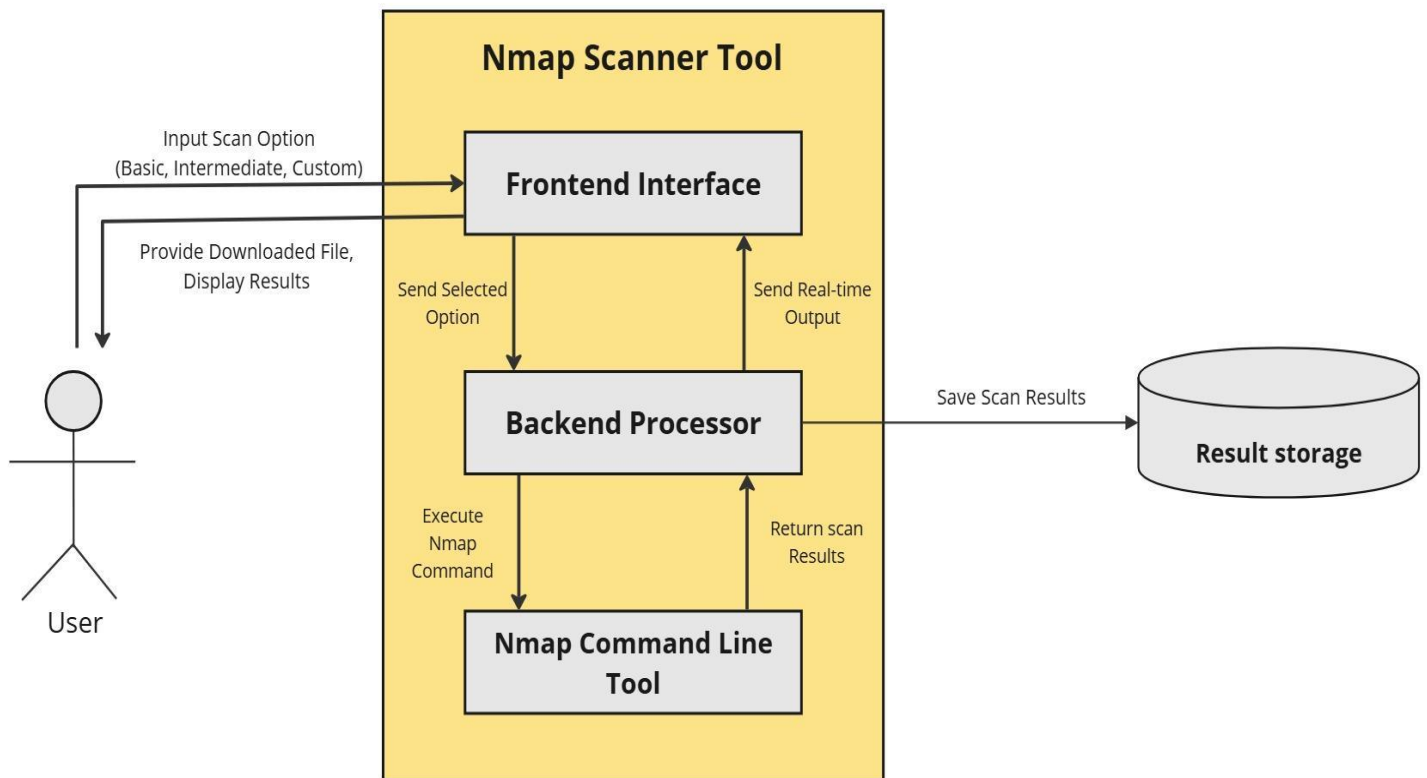 Nmap Scanner Tool
Input Scan Option
(Basic, Intermediate, Custom)
Frontend Interface
Provide Downloaded File,
Display Results
Send Selected
Option
Send Real-time
Output
Backend Processor
Save Scan Results
Result storage
Execute
Nmap
Command
Return scan
Results
User
Nmap Command Line
Tool